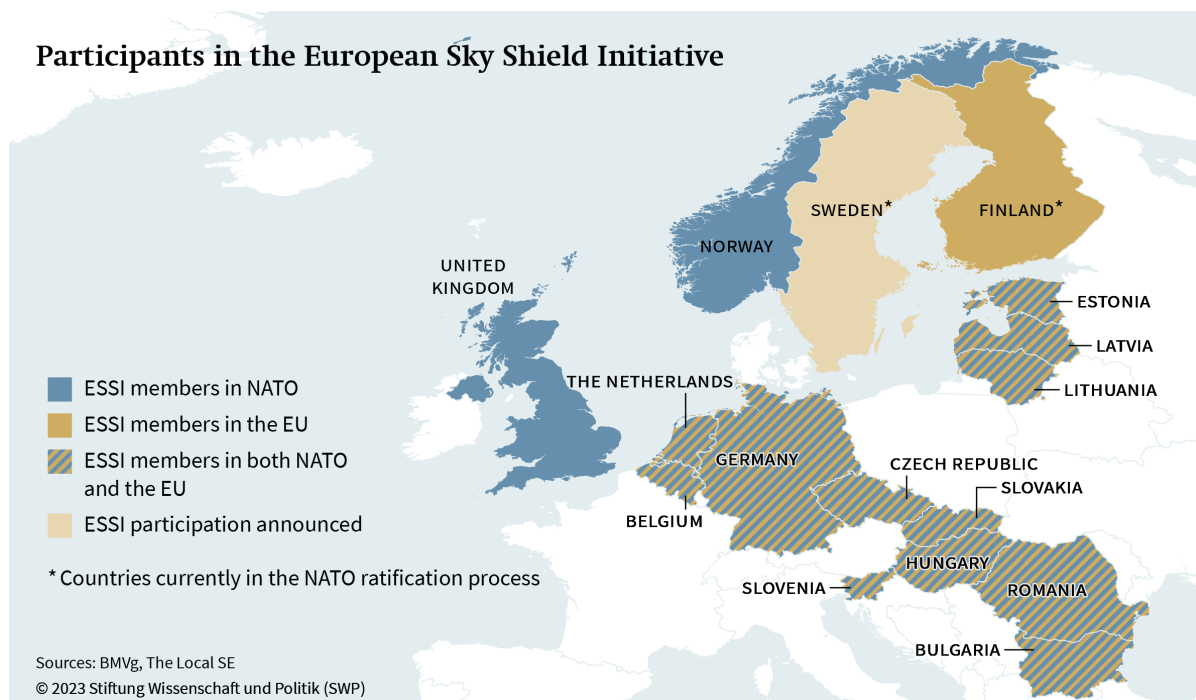 Participants in the European Sky Shield Initiative
SWEDEN*
FINLAND*
NORWAY
UNITED
KINGDOM
ESTONIA
LATVIA
LITHUANIA
THE NETHERLANDS
GERMANY
CZECH REPUBLIC
SLOVAKIA
BELGIUM
HUNGARY
SLOVENIA
ROMANIA
BULGARIA
ESSI members in NATO
ESSI members in the EU
ESSI members in both NATO
and the EU
ESSI participation announced
* Countries currently in the NATO ratification process
Sources: BMVg, The Local SE
© 2023 Stiftung Wissenschaft und Politik (SWP)